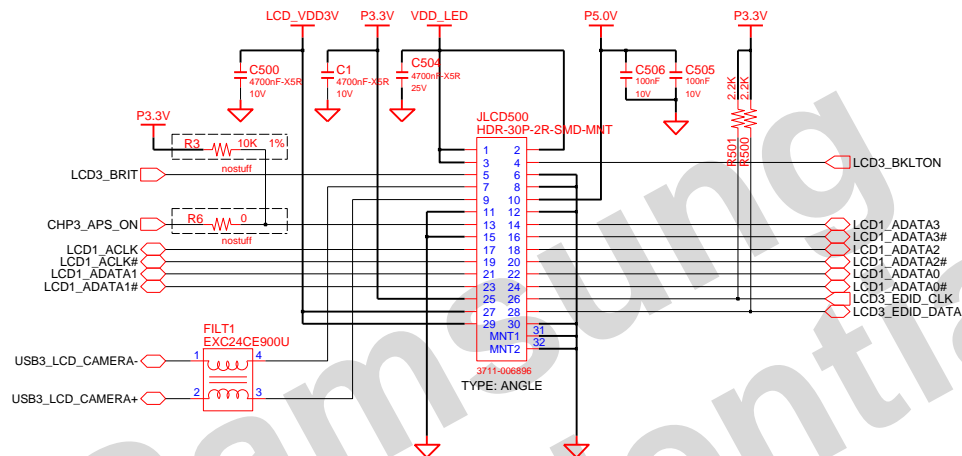 LCD_VDD3V
P3.3V
VDD_LED
P5.0V
P3.3V
C500
4700nF-X5R
10V
C1
4700nF-X5R
10V
C504
4700nF-X5R
25V
C506
100nF
10V
C505
100nF
10V
2.2K
2.2K
R501
R500
P3.3V
R3
10K
1%
nostuff
JLCD500
HDR-30P-2R-SMD-MNT
1 2
3 4
5 6
7 8
9 10
11 12
13 14
15 16
17 18
19 20
21 22
23 24
25 26
27 28
29 30
MNT1 31
MNT2 32
3711-006896
TYPE: ANGLE
LCD3_BRIT
CHP3_APS_ON
R6
0
nostuff
LCD1_ACLK
LCD1_ACLK#
LCD1_ADATA1
LCD1_ADATA1#
LCD3_BKLTON
LCD1_ADATA3
LCD1_ADATA3#
LCD1_ADATA2
LCD1_ADATA2#
LCD1_ADATA0
LCD1_ADATA0#
LCD3_EDID_CLK
LCD3_EDID_DATA
FILT1
EXC24CE900U
1 4
2 3
USB3_LCD_CAMERA-
USB3_LCD_CAMERA+
Samsung